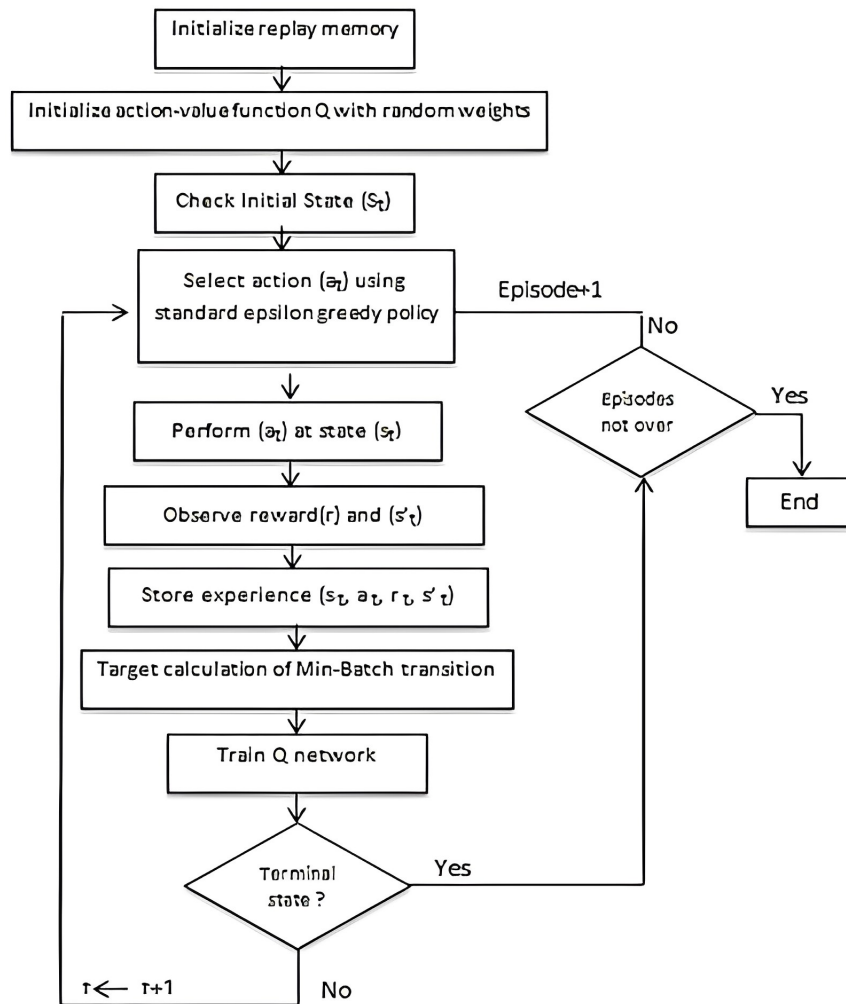 Initialize replay memory
Initialize action-value function Q with random weights
Check Initial State (Sₜ)
Select action (aₜ) using
standard epsilon greedy policy
Episode+1
No
Episodes
not over
Yes
End
Perform (aₜ) at state (sₜ)
Observe reward(r) and (s'ₜ)
Store experience (sₜ, aₜ, rₜ, s'ₜ)
Target calculation of Min-Batch transition
Train Q network
Terminal
state ?
Yes
t ← t+1
No